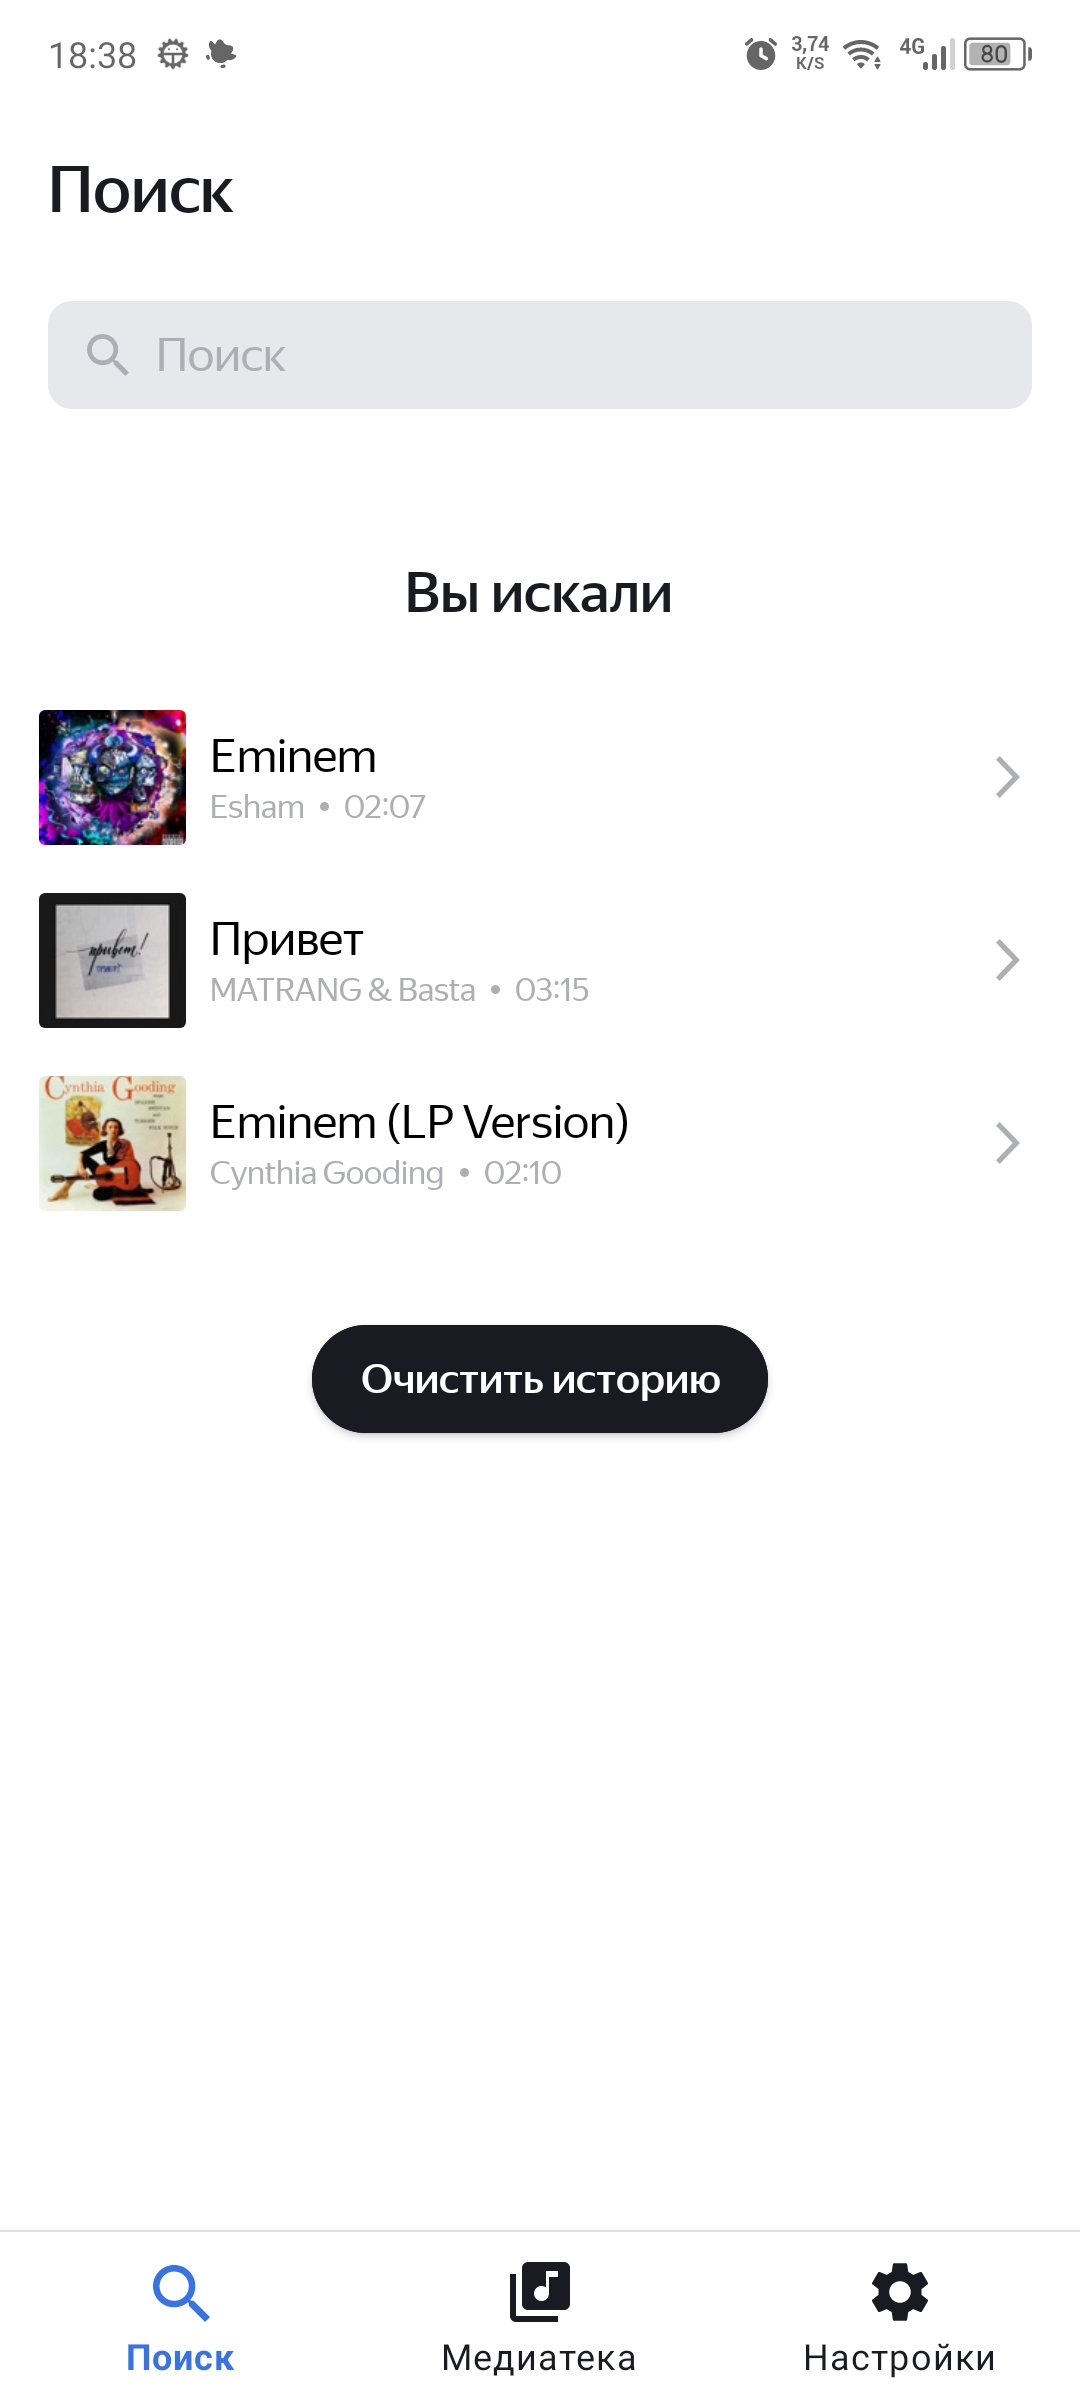 18:38 3,74 K/S 4G 80
Поиск
Поиск
Вы искали
Eminem
Esham • 02:07
привет!
Привет
MATRANG & Basta • 03:15
Cynthia Gooding
Eminem (LP Version)
Cynthia Gooding • 02:10
Очистить историю
Поиск Медиатека Настройки